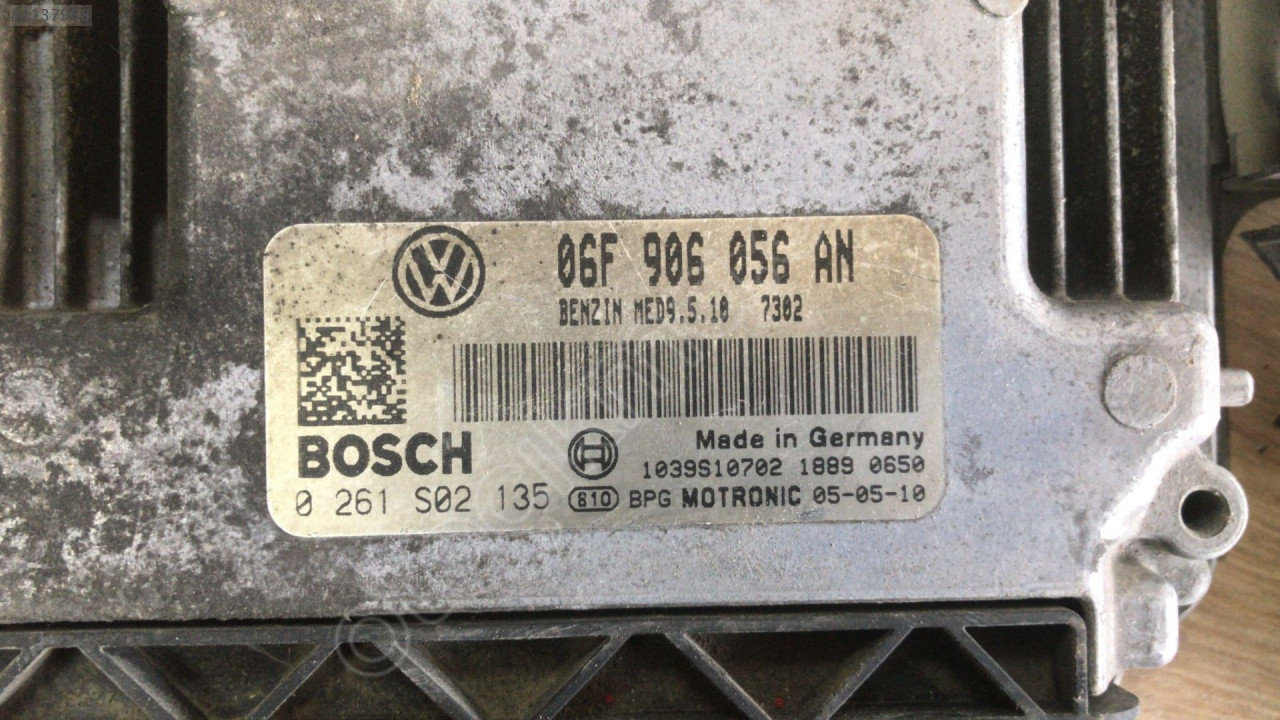 06F 906 056 AN
BENZIN MED9.5.10 7302
BOSCH
Made in Germany
1039S10702 1889 0650
0 261 S02 135 810 BPG MOTRONIC 05-05-10